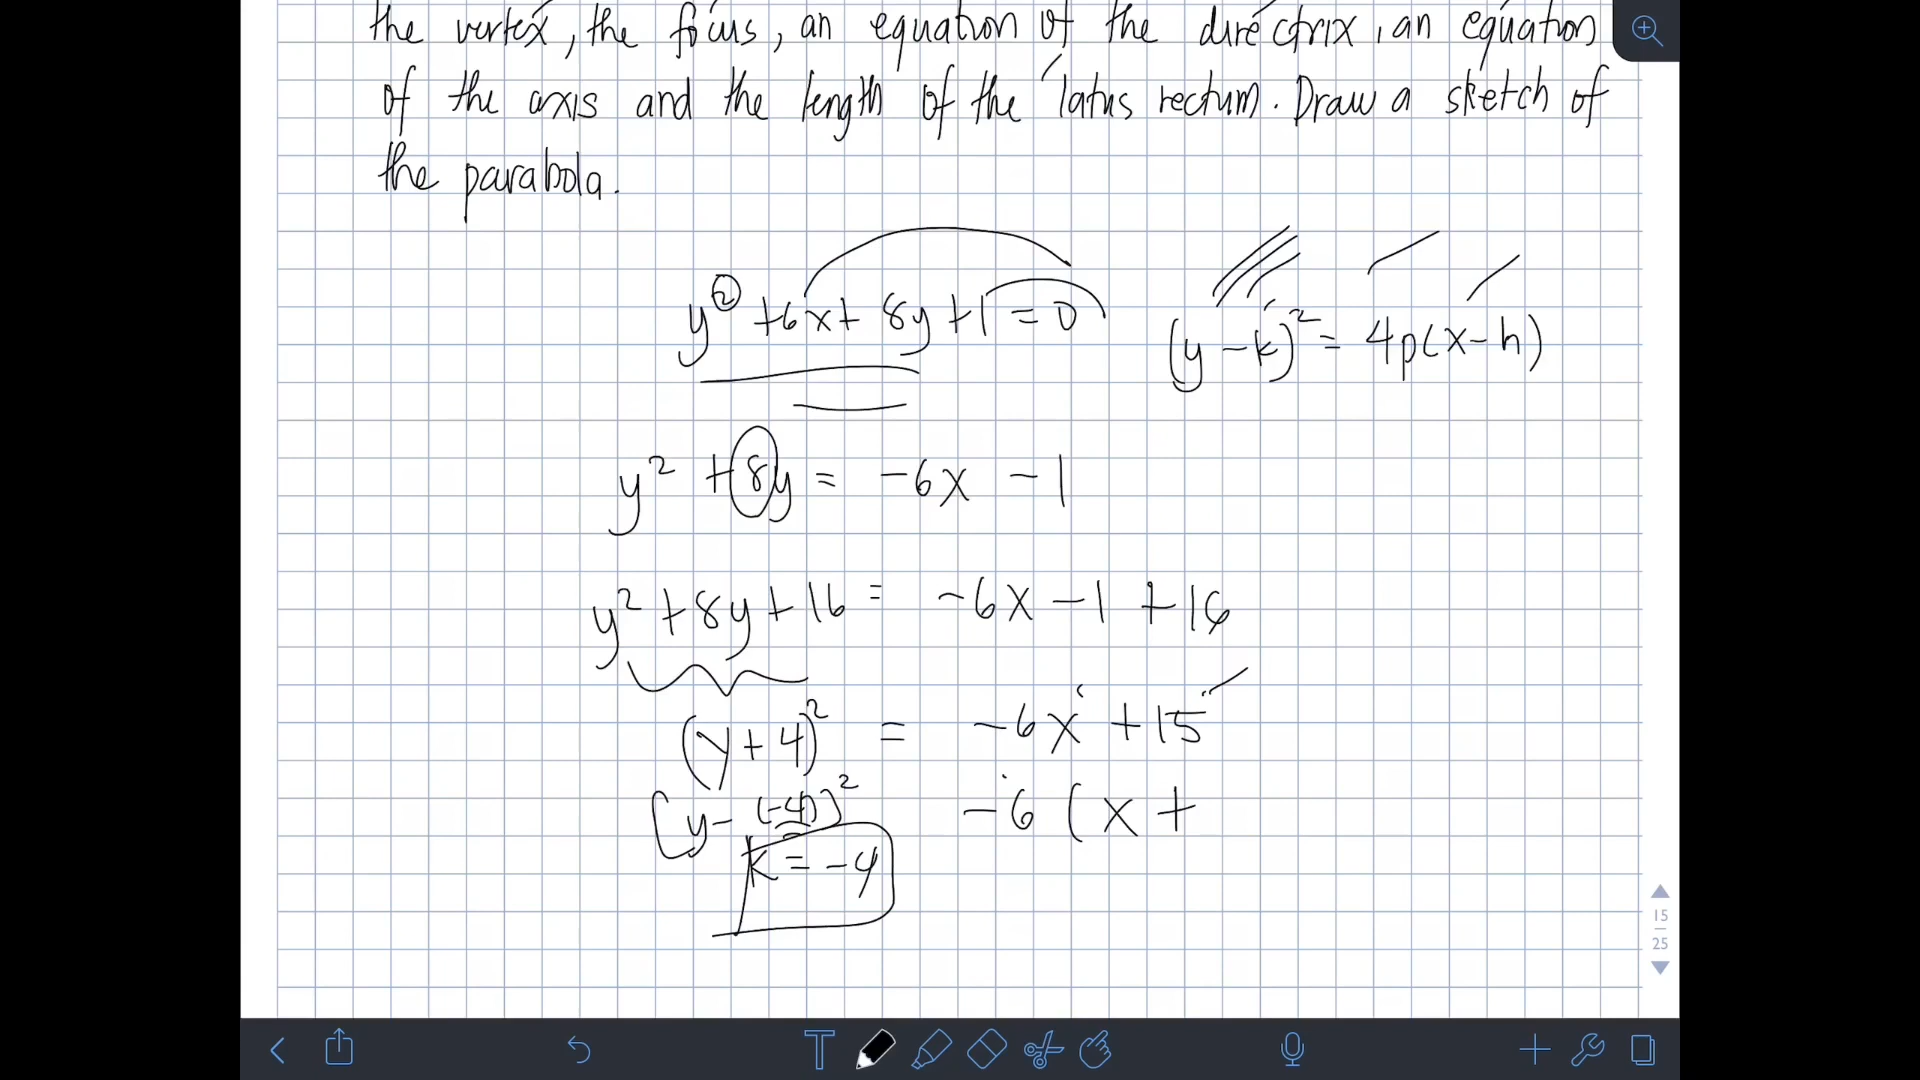 the vertex, the focus, an equation of the directrix, an equation
of the axis and the length of the latus rectum. Draw a sketch of
the parabola.
y² + 6x + 8y + 1 = 0
(y - k)² = 4p(x - h)
y² + 8y = -6x - 1
y² + 8y + 16 = -6x - 1 + 16
(y + 4)² = -6x + 15
[y - (-4)]² -6 (x +
k = -4
15
25
T